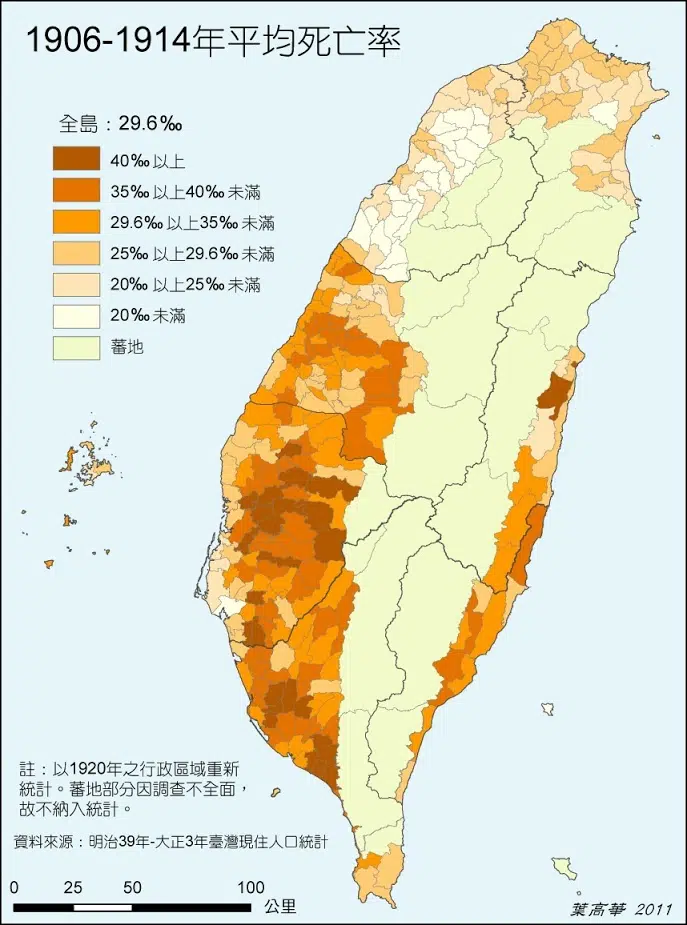 1906-1914年平均死亡率
全島：29.6‰
40‰ 以上
35‰ 以上40‰ 未滿
29.6‰ 以上35‰ 未滿
25‰ 以上29.6‰ 未滿
20‰ 以上25‰ 未滿
20‰ 未滿
蕃地
註：以1920年之行政區域重新
統計。蕃地部分因調查不全面，
故不納入統計。
資料來源：明治39年-大正3年臺灣現住人口統計
0 25 50 100 公里
葉高華 2011